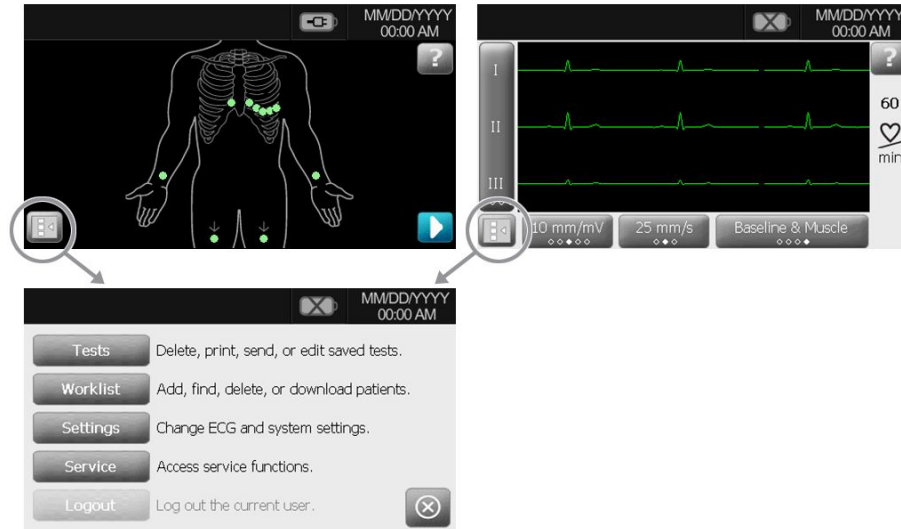 MM/DD/YYYY
00:00 AM
?
MM/DD/YYYY
00:00 AM
I
II
III
?
60
min
10 mm/mV
25 mm/s
Baseline & Muscle
MM/DD/YYYY
00:00 AM
Tests Delete, print, send, or edit saved tests.
Worklist Add, find, delete, or download patients.
Settings Change ECG and system settings.
Service Access service functions.
Logout Log out the current user.